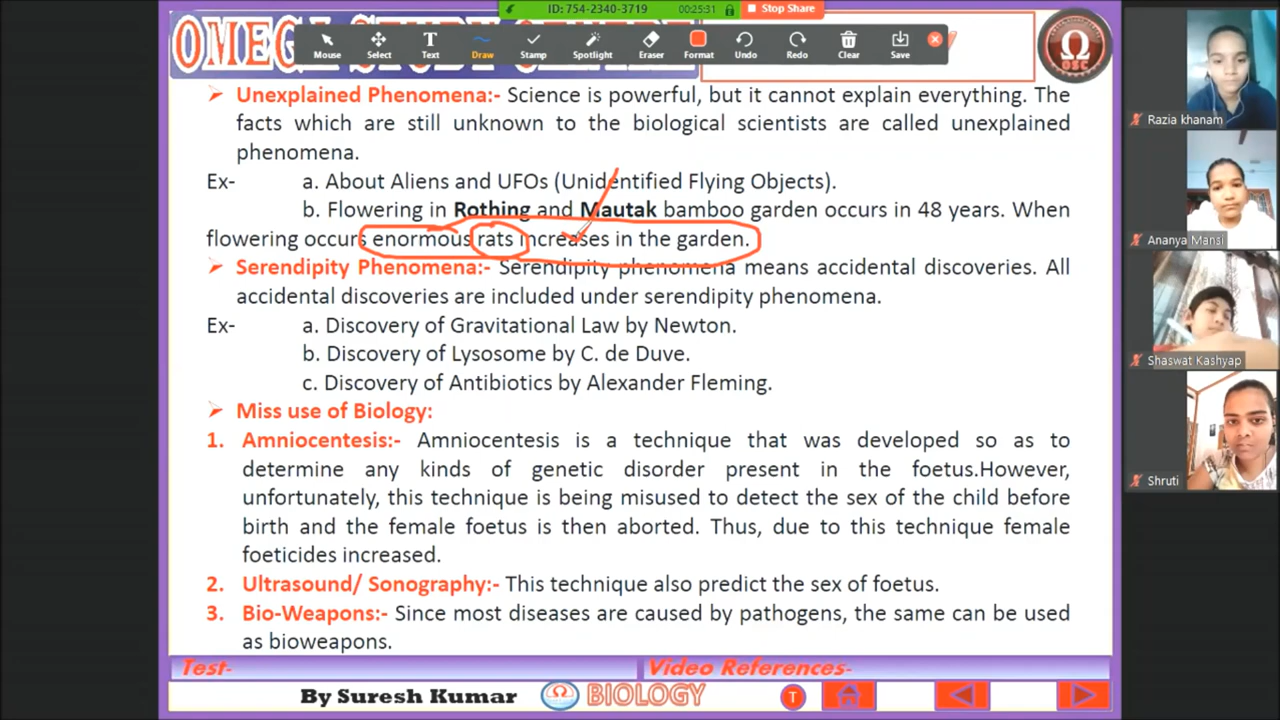 ID: 754-2340-3719 00:25:31 Stop Share
Mouse Select Text Draw Stamp Spotlight Eraser Format Undo Redo Clear Save
OSC
Unexplained Phenomena:- Science is powerful, but it cannot explain everything. The
facts which are still unknown to the biological scientists are called unexplained
phenomena.
Ex- a. About Aliens and UFOs (Unidentified Flying Objects).
b. Flowering in Rothing and Mautak bamboo garden occurs in 48 years. When
flowering occurs enormous rats increases in the garden.
Serendipity Phenomena:- Serendipity phenomena means accidental discoveries. All
accidental discoveries are included under serendipity phenomena.
Ex- a. Discovery of Gravitational Law by Newton.
b. Discovery of Lysosome by C. de Duve.
c. Discovery of Antibiotics by Alexander Fleming.
Miss use of Biology:
1. Amniocentesis:- Amniocentesis is a technique that was developed so as to
determine any kinds of genetic disorder present in the foetus.However,
unfortunately, this technique is being misused to detect the sex of the child before
birth and the female foetus is then aborted. Thus, due to this technique female
foeticides increased.
2. Ultrasound/ Sonography:- This technique also predict the sex of foetus.
3. Bio-Weapons:- Since most diseases are caused by pathogens, the same can be used
as bioweapons.
Test- Video References-
By Suresh Kumar BIOLOGY T
Razia khanam
Ananya Mansi
Shaswat Kashyap
Shruti